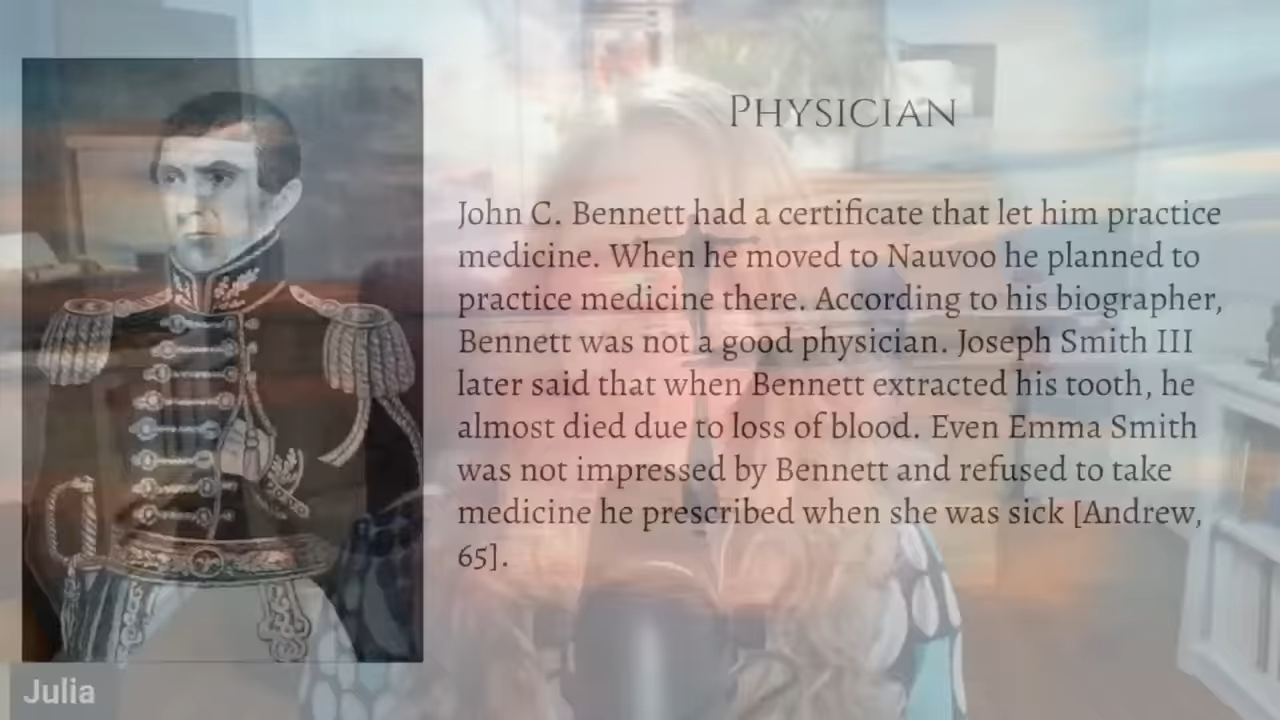 PHYSICIAN
John C. Bennett had a certificate that let him practice
medicine. When he moved to Nauvoo he planned to
practice medicine there. According to his biographer,
Bennett was not a good physician. Joseph Smith III
later said that when Bennett extracted his tooth, he
almost died due to loss of blood. Even Emma Smith
was not impressed by Bennett and refused to take
medicine he prescribed when she was sick [Andrew,
65].
Julia